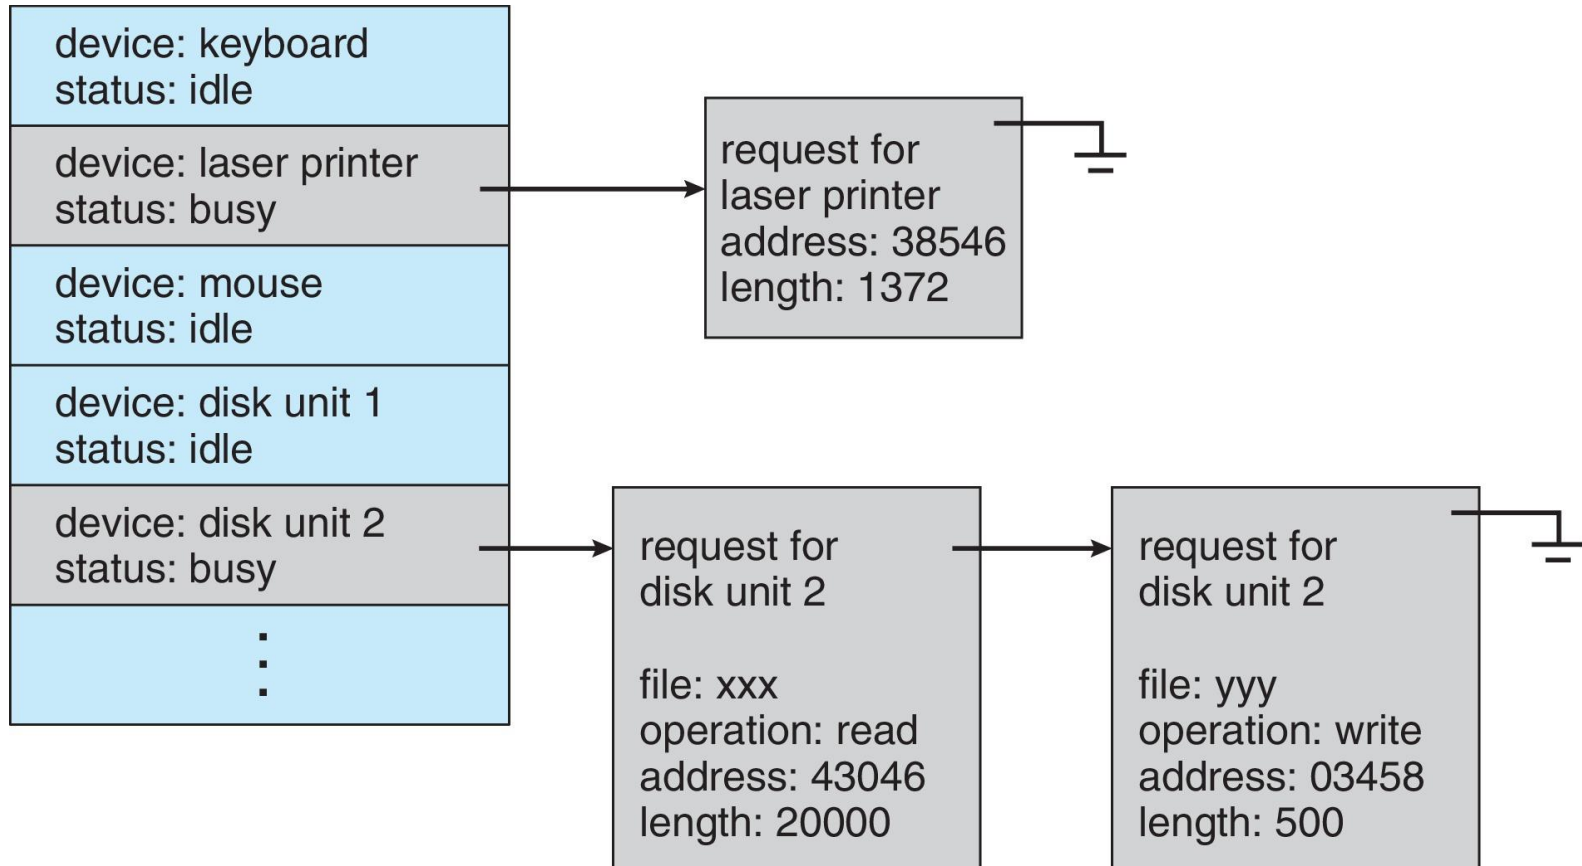 device: keyboard
status: idle
device: laser printer
status: busy
device: mouse
status: idle
device: disk unit 1
status: idle
device: disk unit 2
status: busy
request for
laser printer
address: 38546
length: 1372
request for
disk unit 2
file: xxx
operation: read
address: 43046
length: 20000
request for
disk unit 2
file: yyy
operation: write
address: 03458
length: 500